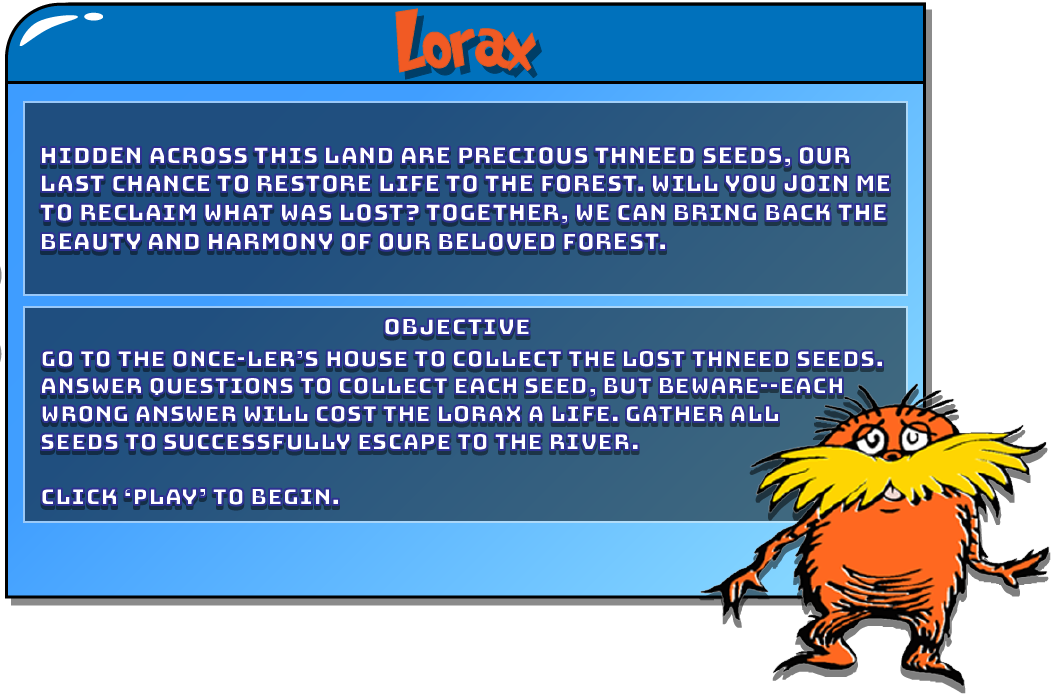 Lorax
HIDDEN ACROSS THIS LAND ARE PRECIOUS THNEED SEEDS, OUR
LAST CHANCE TO RESTORE LIFE TO THE FOREST. WILL YOU JOIN ME
TO RECLAIM WHAT WAS LOST? TOGETHER, WE CAN BRING BACK THE
BEAUTY AND HARMONY OF OUR BELOVED FOREST.
OBJECTIVE
GO TO THE ONCE-LER’S HOUSE TO COLLECT THE LOST THNEED SEEDS.
ANSWER QUESTIONS TO COLLECT EACH SEED, BUT BEWARE--EACH
WRONG ANSWER WILL COST THE LORAX A LIFE. GATHER ALL
SEEDS TO SUCCESSFULLY ESCAPE TO THE RIVER.
CLICK ‘PLAY’ TO BEGIN.